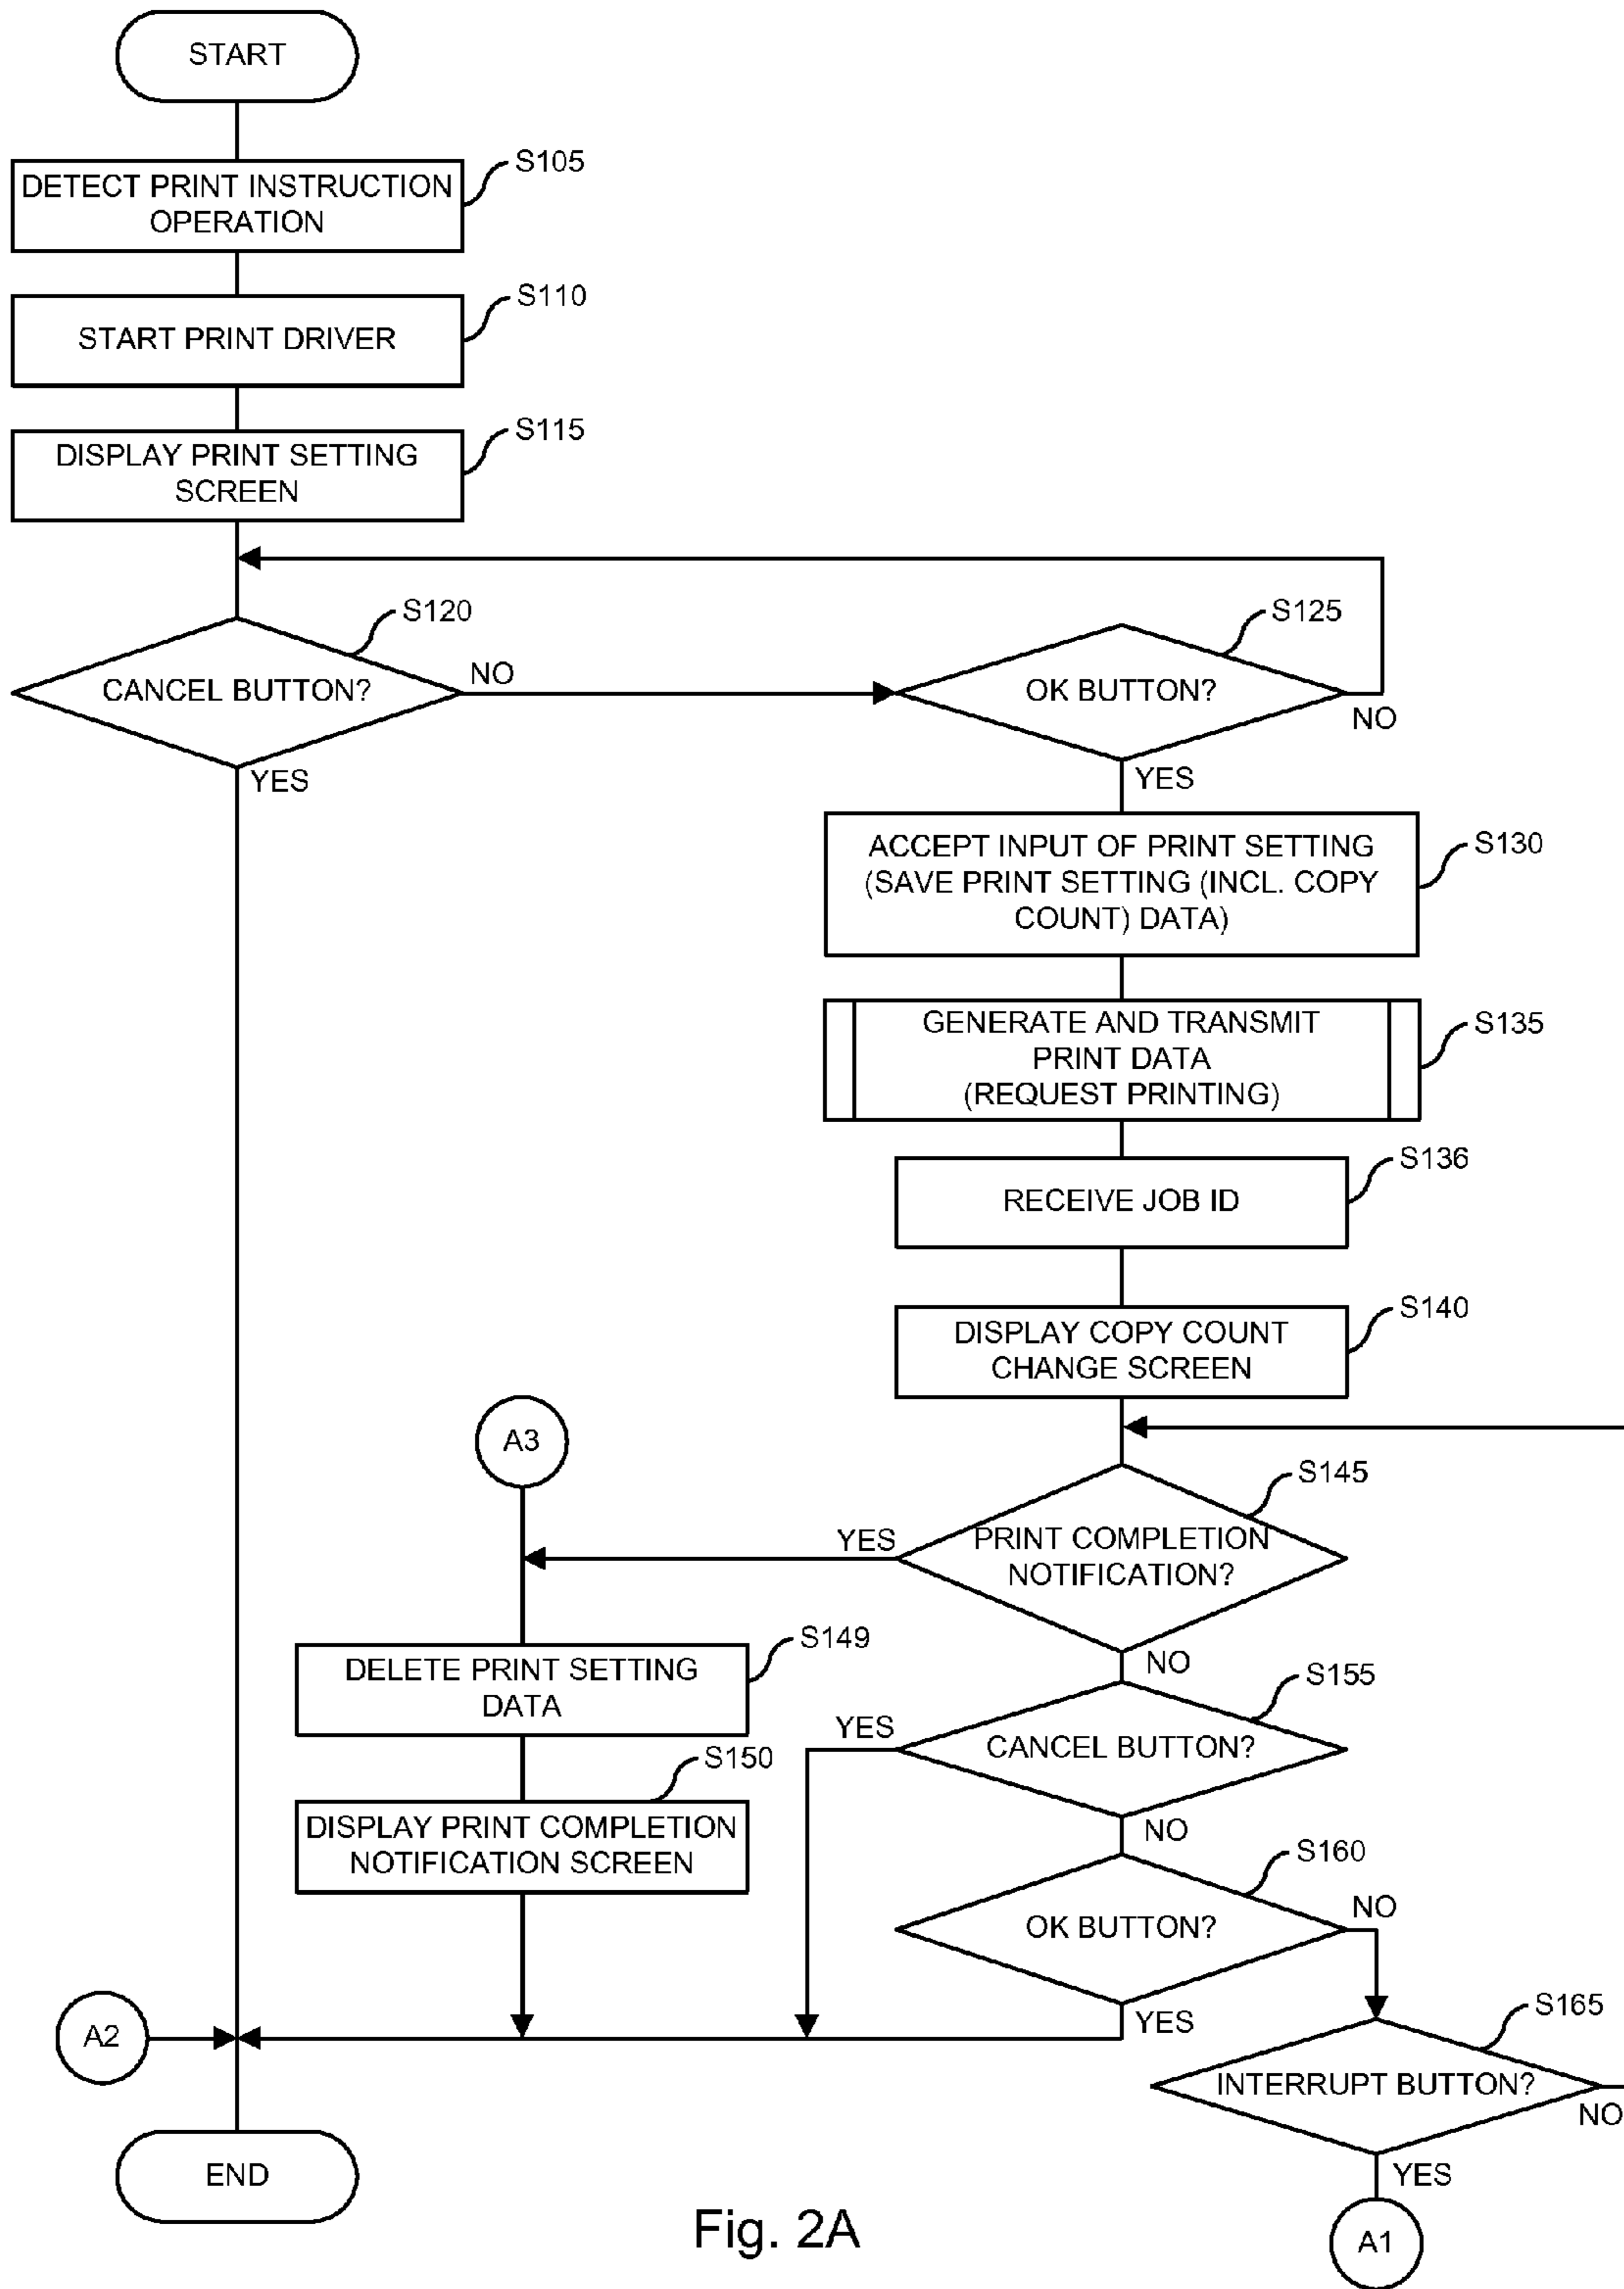 START
S105
DETECT PRINT INSTRUCTION
OPERATION
S110
START PRINT DRIVER
S115
DISPLAY PRINT SETTING
SCREEN
S120
CANCEL BUTTON?
NO
YES
S125
OK BUTTON?
NO
YES
S130
ACCEPT INPUT OF PRINT SETTING
(SAVE PRINT SETTING (INCL. COPY
COUNT) DATA)
S135
GENERATE AND TRANSMIT
PRINT DATA
(REQUEST PRINTING)
S136
RECEIVE JOB ID
S140
DISPLAY COPY COUNT
CHANGE SCREEN
A3
S145
PRINT COMPLETION
NOTIFICATION?
YES
NO
S149
DELETE PRINT SETTING
DATA
S150
DISPLAY PRINT COMPLETION
NOTIFICATION SCREEN
S155
CANCEL BUTTON?
YES
NO
S160
OK BUTTON?
NO
YES
S165
INTERRUPT BUTTON?
NO
YES
A1
A2
END
Fig. 2A